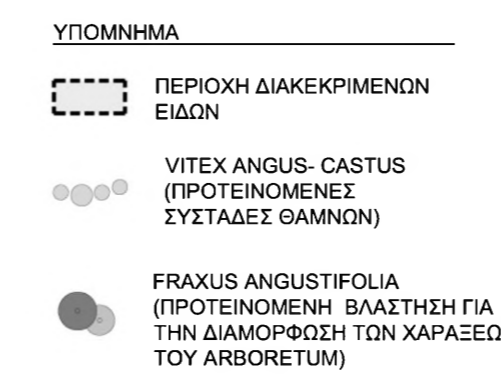 ΥΠΟΜΝΗΜΑ
ΠΕΡΙΟΧΗ ΔΙΑΚΕΚΡΙΜΕΝΩΝ
ΕΙΔΩΝ
VITEX ANGUS- CASTUS
(ΠΡΟΤΕΙΝΟΜΕΝΕΣ
ΣΥΣΤΑΔΕΣ ΘΑΜΝΩΝ)
FRAXUS ANGUSTIFOLIA
(ΠΡΟΤΕΙΝΟΜΕΝΗ ΒΛΑΣΤΗΣΗ ΓΙΑ
ΤΗΝ ΔΙΑΜΟΡΦΩΣΗ ΤΩΝ ΧΑΡΑΞΕΩ
ΤΟΥ ARBORETUM)